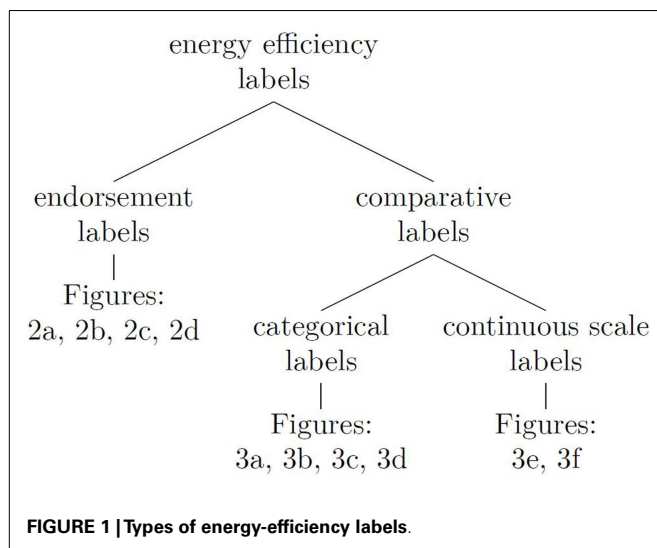 energy efficiency
labels
endorsement
labels
comparative
labels
Figures:
2a, 2b, 2c, 2d
categorical
labels
continuous scale
labels
Figures:
3a, 3b, 3c, 3d
Figures:
3e, 3f
FIGURE 1 | Types of energy-efficiency labels.